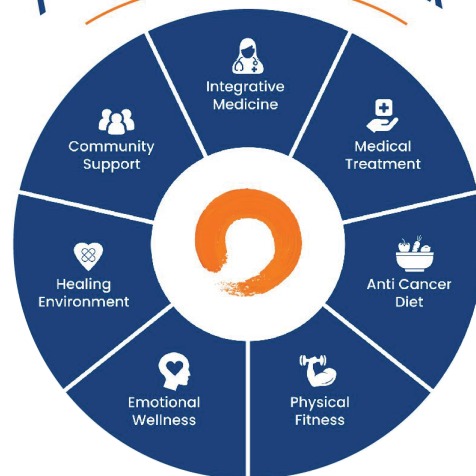 Integrative
Medicine
Medical
Treatment
Anti Cancer
Diet
Physical
Fitness
Emotional
Wellness
Healing
Environment
Community
Support